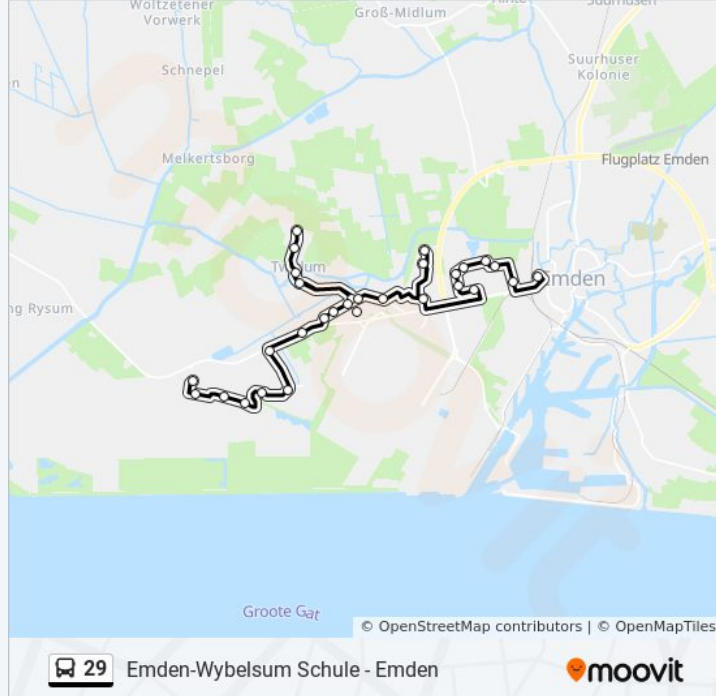 Woltzetener
Vorwerk
Groß-Midlum
Suurhuser
Kolonie
Schnepel
Melkertsborg
Flugplatz Emden
Emden
ng Rysum
Groote Gat
© OpenStreetMap contributors | © OpenMapTiles
29 Emden-Wybelsum Schule - Emden
moovit